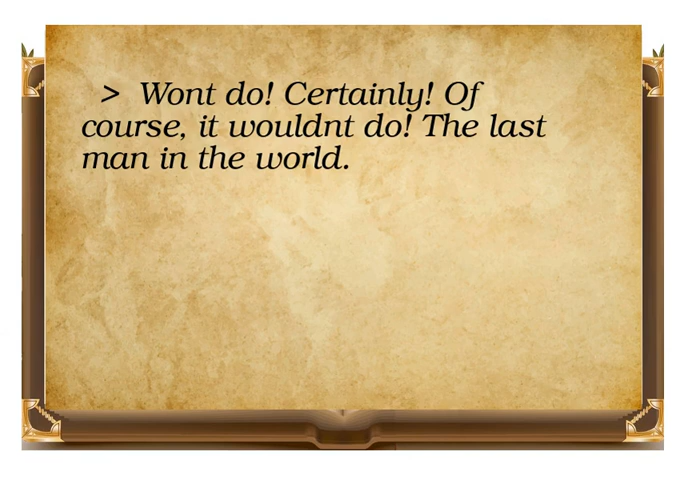 > Wont do! Certainly! Of
course, it wouldnt do! The last
man in the world.